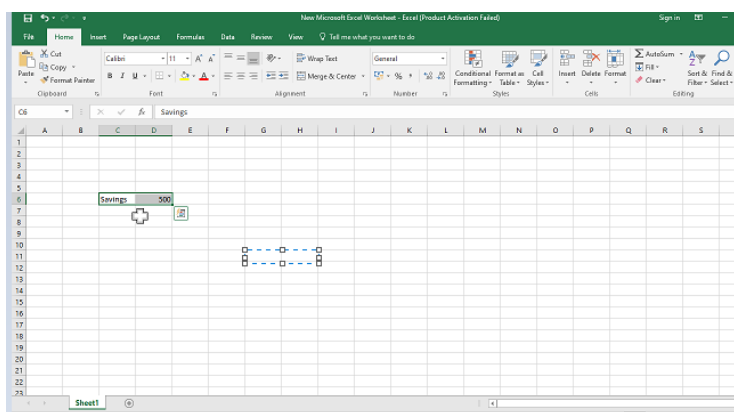 New Microsoft Excel Worksheet - Excel (Product Activation Failed)
Sign in
File Home Insert Page Layout Formulas Data Review View Tell me what you want to do
Cut
Copy
Format Painter
Paste
Clipboard
Calibri 11 A A
B I U A
Font
Wrap Text
Merge & Center
Alignment
General
% ,
Number
Conditional Formatting
Format as Table
Cell Styles
Styles
Insert Delete Format
Cells
AutoSum
Fill
Clear
Sort & Filter
Find & Select
Editing
C6 fx Savings
A B C D E F G H I J K L M N O P Q R S
1
2
3
4
5
6 Savings 500
7
8
9
10
11
12
13
14
15
16
17
18
19
20
21
22
23
Sheet1